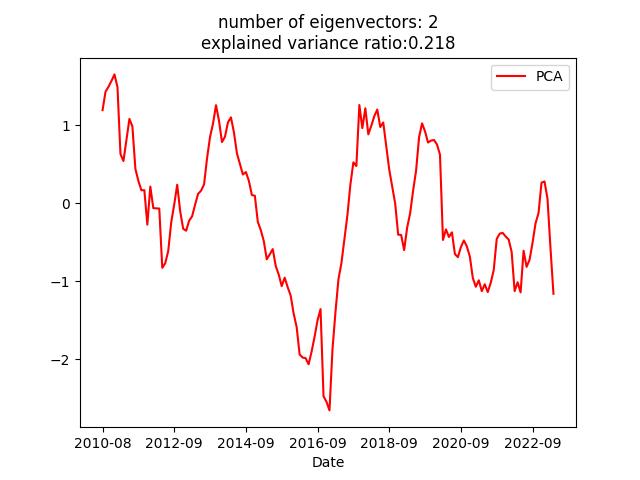 number of eigenvectors: 2
explained variance ratio:0.218
PCA
1
0
−1
−2
2010-08 2012-09 2014-09 2016-09 2018-09 2020-09 2022-09
Date